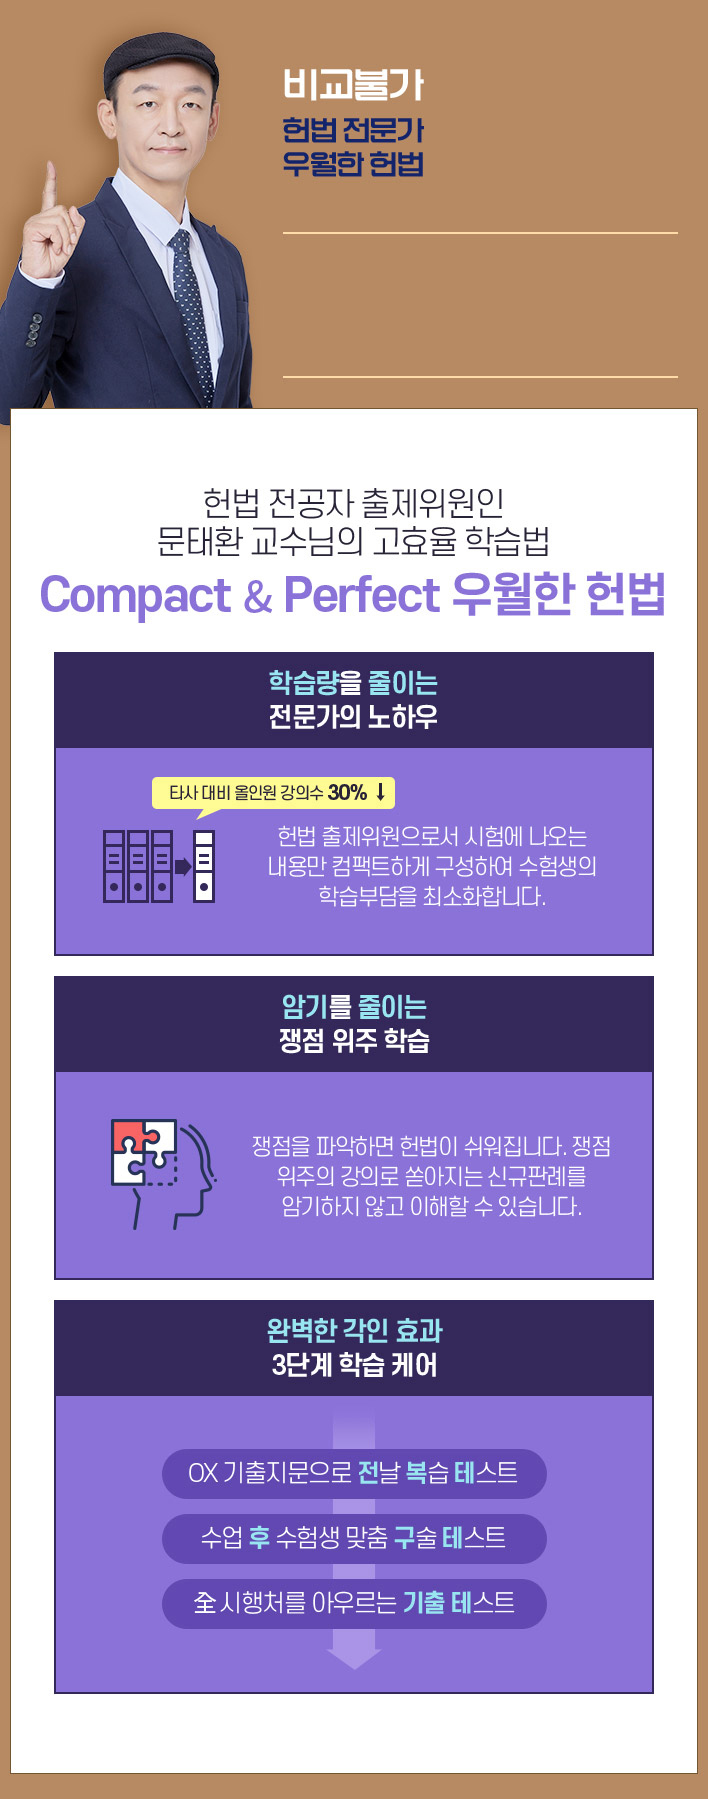 비교불가
헌법 전문가
우월한 헌법
헌법 전공자 출제위원인
문태환 교수님의 고효율 학습법
Compact & Perfect 우월한 헌법
학습량을 줄이는
전문가의 노하우
타사 대비 올인원 강의수 30% ⬇
헌법 출제위원으로서 시험에 나오는
내용만 컴팩트하게 구성하여 수험생의
학습부담을 최소화합니다.
암기를 줄이는
쟁점 위주 학습
쟁점을 파악하면 헌법이 쉬워집니다. 쟁점
위주의 강의로 쏟아지는 신규판례를
암기하지 않고 이해할 수 있습니다.
완벽한 각인 효과
3단계 학습 케어
OX 기출지문으로 전날 복습 테스트
수업 후 수험생 맞춤 구술 테스트
全 시행처를 아우르는 기출 테스트